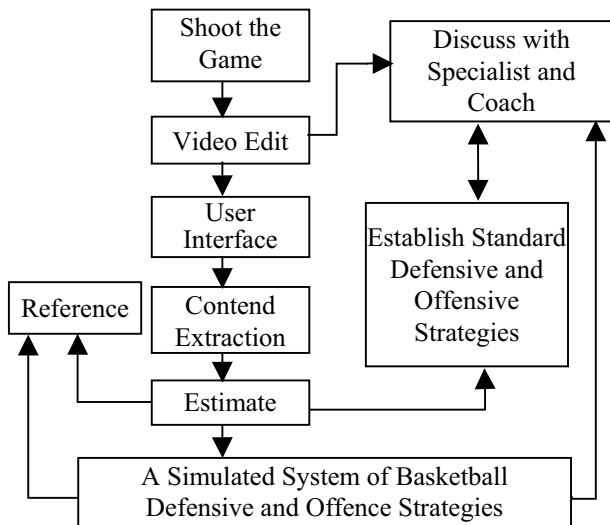 Shoot the
Game
Discuss with
Specialist and
Coach
Video Edit
User
Interface
Establish Standard
Defensive and
Offensive
Strategies
Reference
Contend
Extraction
Estimate
A Simulated System of Basketball
Defensive and Offence Strategies